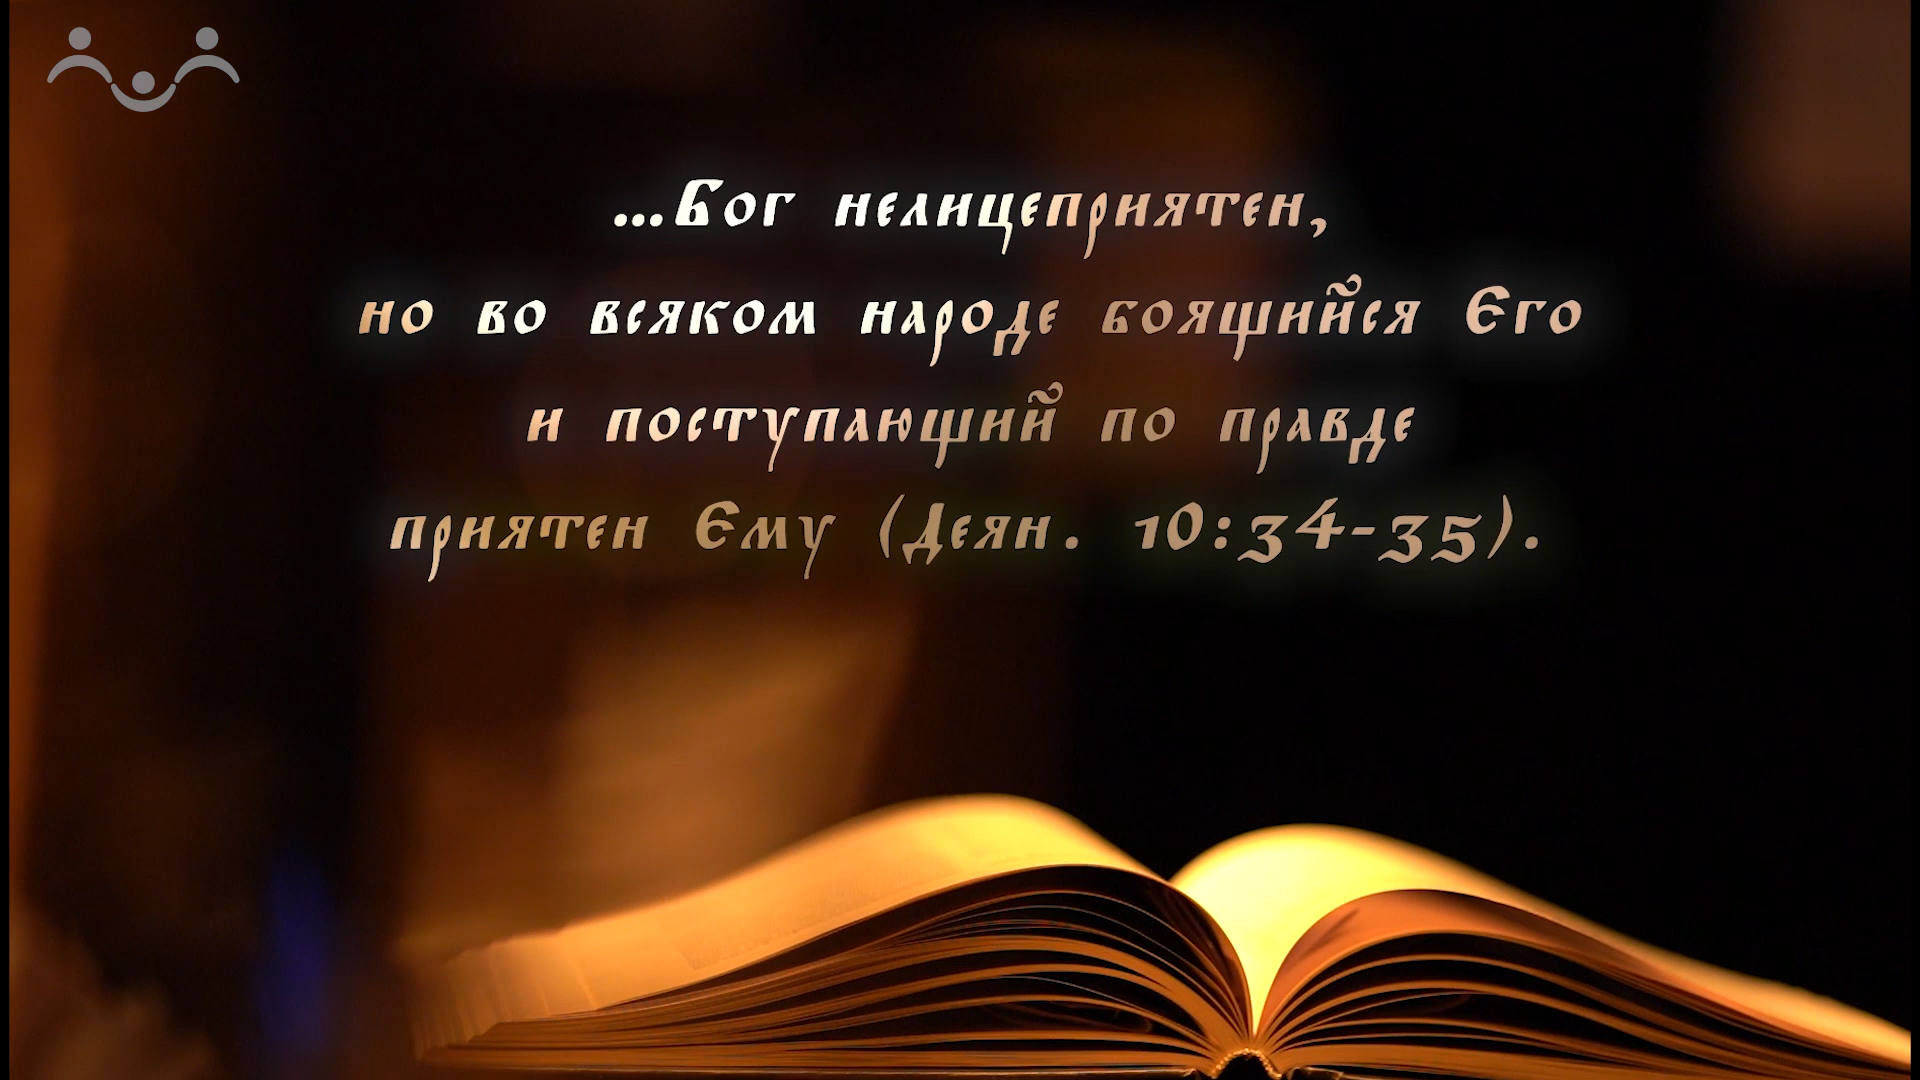 ...Бог нелицеприятен,
но во всяком народе боящийся Его
и поступающий по правде
приятен Ему (Деян. 10:34-35).